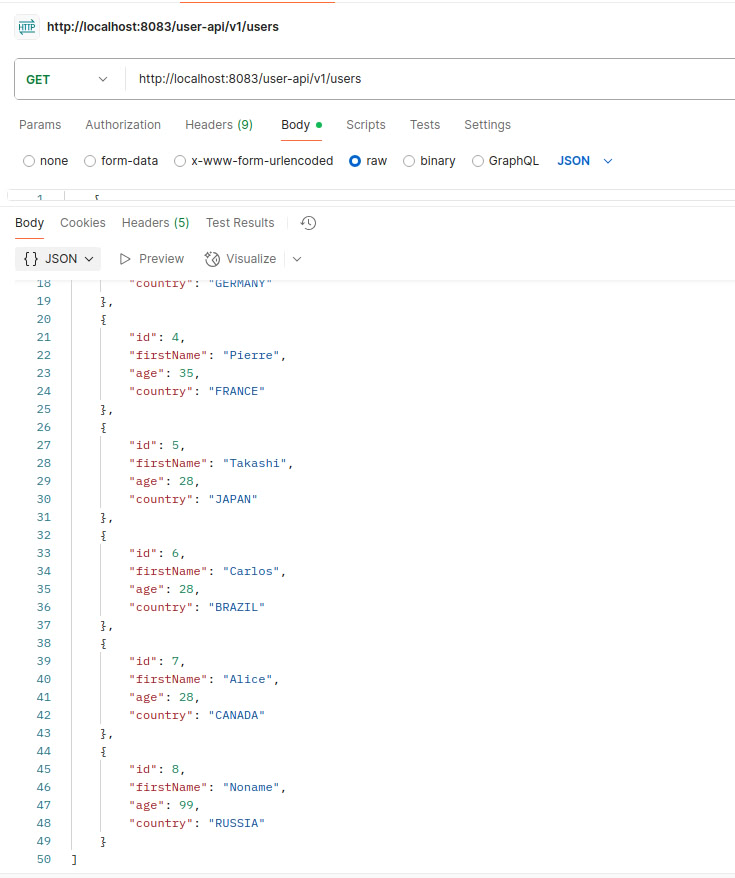 HTTP http://localhost:8083/user-api/v1/users
GET http://localhost:8083/user-api/v1/users
Params Authorization Headers (9) Body Scripts Tests Settings
none form-data x-www-form-urlencoded raw binary GraphQL JSON
1 [
Body Cookies Headers (5) Test Results
{} JSON Preview Visualize
18 "country": "GERMANY"
19 },
20 {
21 "id": 4,
22 "firstName": "Pierre",
23 "age": 35,
24 "country": "FRANCE"
25 },
26 {
27 "id": 5,
28 "firstName": "Takashi",
29 "age": 28,
30 "country": "JAPAN"
31 },
32 {
33 "id": 6,
34 "firstName": "Carlos",
35 "age": 28,
36 "country": "BRAZIL"
37 },
38 {
39 "id": 7,
40 "firstName": "Alice",
41 "age": 28,
42 "country": "CANADA"
43 },
44 {
45 "id": 8,
46 "firstName": "Noname",
47 "age": 99,
48 "country": "RUSSIA"
49 }
50 ]